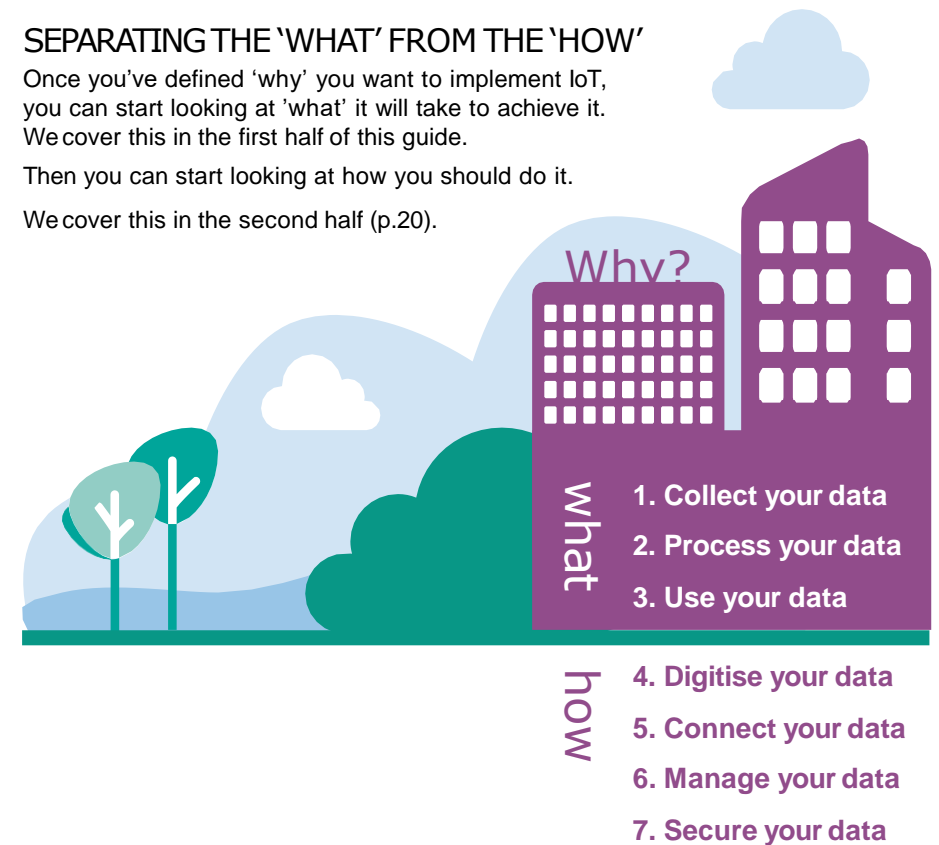 SEPARATING THE ‘WHAT’ FROM THE ‘HOW’
Once you’ve defined ‘why’ you want to implement IoT,
you can start looking at ’what’ it will take to achieve it.
We cover this in the first half of this guide.
Then you can start looking at how you should do it.
We cover this in the second half (p.20).
Why?
what
1. Collect your data
2. Process your data
3. Use your data
how
4. Digitise your data
5. Connect your data
6. Manage your data
7. Secure your data